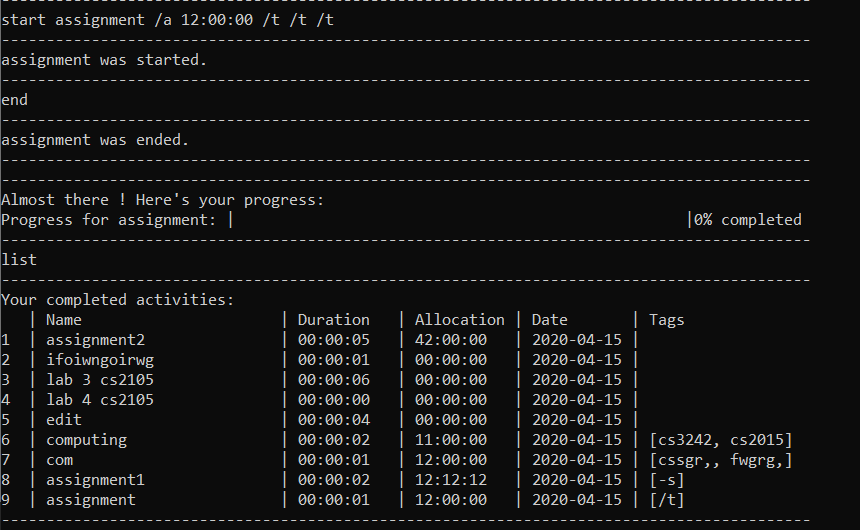 --------------------------------------------------------------------------------
start assignment /a 12:00:00 /t /t /t
--------------------------------------------------------------------------------
assignment was started.
--------------------------------------------------------------------------------
end
--------------------------------------------------------------------------------
assignment was ended.
--------------------------------------------------------------------------------
--------------------------------------------------------------------------------
Almost there ! Here's your progress:
Progress for assignment: |                                                  |0% completed
--------------------------------------------------------------------------------
list
--------------------------------------------------------------------------------
Your completed activities:
   | Name                      | Duration   | Allocation | Date       | Tags
1  | assignment2               | 00:00:05   | 42:00:00   | 2020-04-15 |
2  | ifoiwngoirwg              | 00:00:01   | 00:00:00   | 2020-04-15 |
3  | lab 3 cs2105              | 00:00:06   | 00:00:00   | 2020-04-15 |
4  | lab 4 cs2105              | 00:00:00   | 00:00:00   | 2020-04-15 |
5  | edit                      | 00:00:04   | 00:00:00   | 2020-04-15 |
6  | computing                 | 00:00:02   | 11:00:00   | 2020-04-15 | [cs3242, cs2015]
7  | com                       | 00:00:01   | 12:00:00   | 2020-04-15 | [cssgr,, fwgrg,]
8  | assignment1               | 00:00:02   | 12:12:12   | 2020-04-15 | [-s]
9  | assignment                | 00:00:01   | 12:00:00   | 2020-04-15 | [/t]
--------------------------------------------------------------------------------